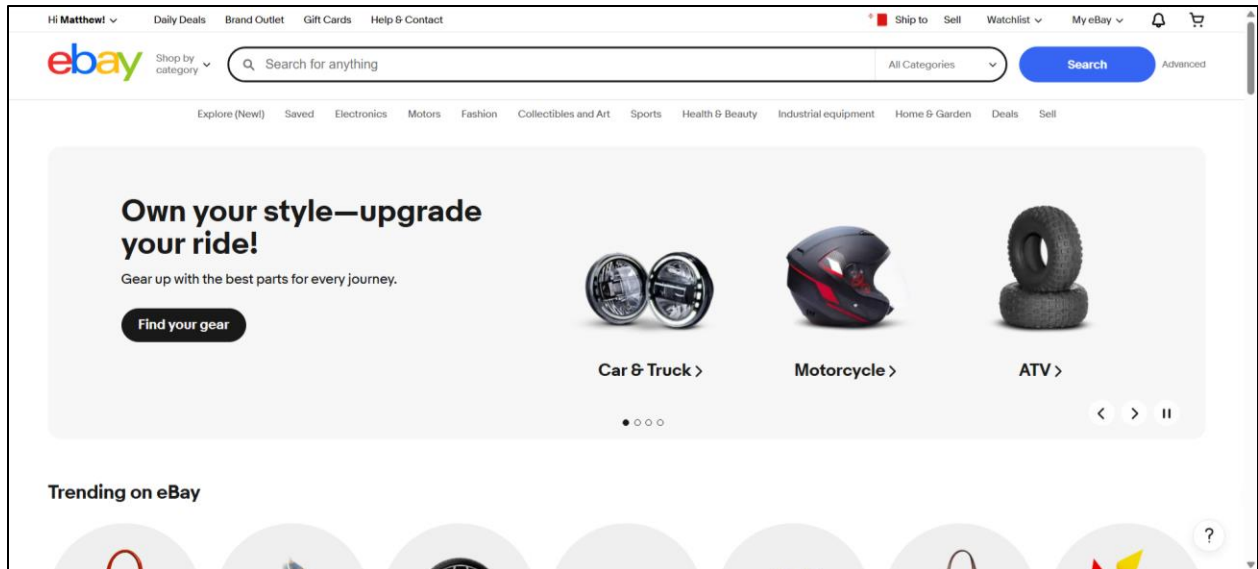 Hi Matthew! Daily Deals Brand Outlet Gift Cards Help & Contact Ship to Sell Watchlist My eBay
ebay Shop by category Search for anything All Categories Search Advanced
Explore (New!) Saved Electronics Motors Fashion Collectibles and Art Sports Health & Beauty Industrial equipment Home & Garden Deals Sell
Own your style—upgrade
your ride!
Gear up with the best parts for every journey.
Find your gear
Car & Truck > Motorcycle > ATV >
Trending on eBay
?